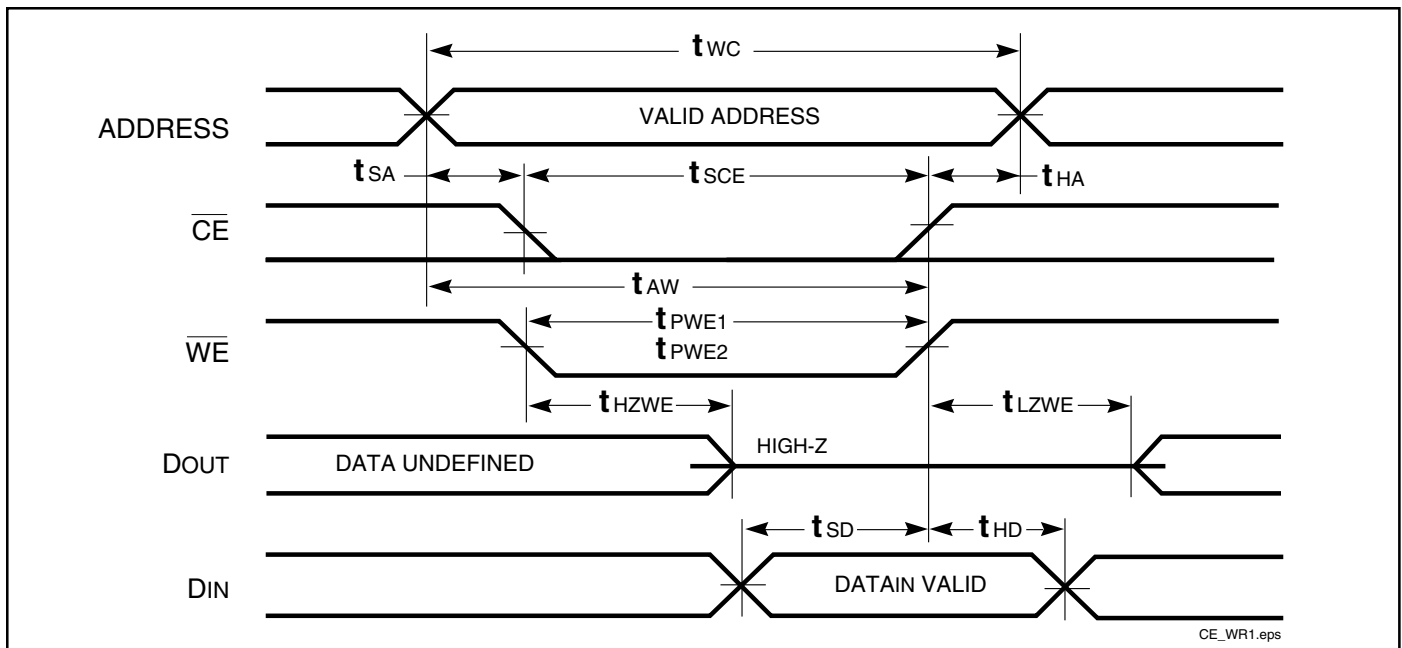 tWC
ADDRESS
VALID ADDRESS
tSA
tSCE
tHA
CE
tAW
tPWE1
WE
tPWE2
tHZWE
tLZWE
DOUT
DATA UNDEFINED
HIGH-Z
tSD
tHD
DIN
DATAIN VALID
CE_WR1.eps